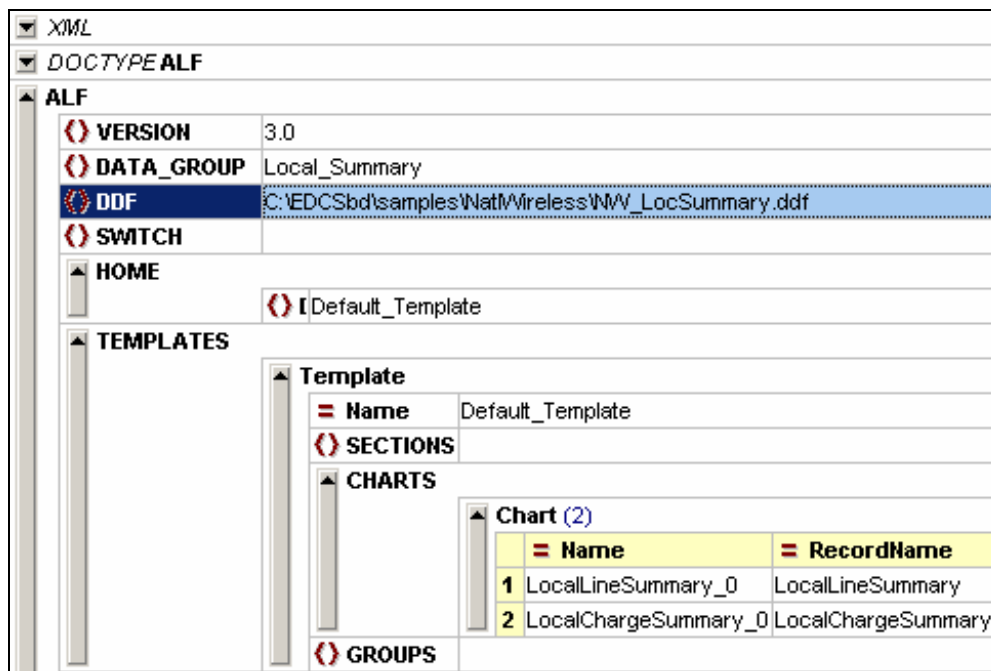 XML
DOCTYPE ALF
ALF
VERSION 3.0
DATA_GROUP Local_Summary
DDF C:\EDCSbd\samples\NatlWireless\NW_LocSummary.ddf
SWITCH
HOME
Default_Template
TEMPLATES
Template
= Name Default_Template
SECTIONS
CHARTS
Chart (2)
= Name = RecordName
1 LocalLineSummary_0 LocalLineSummary
2 LocalChargeSummary_0 LocalChargeSummary
GROUPS